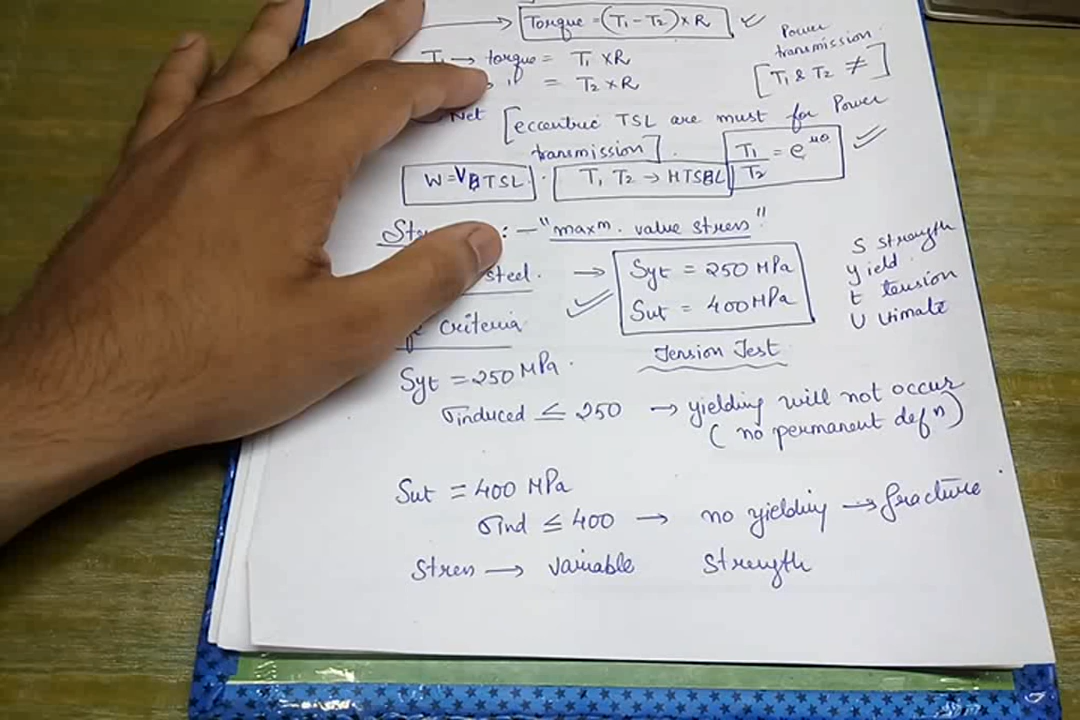 Torque = (T1 - T2) × R
Power transmission.
[T1 & T2 ≠]
T1 → torque = T1 × R
" = T2 × R
Net [eccentric TSL are must for Power
transmission].
T1/T2 = e^μθ
W = VBTSL.
T1 T2 → HTSBL
: — "maxm. value stress"
steel. → Syt = 250 MPa
Sut = 400 MPa
S strength
y yield.
t tension
U Ultimate
criteria
Tension Test
Syt = 250 MPa.
σinduced ≤ 250 → yielding will not occur
(no permanent defn)
Sut = 400 MPa
σind ≤ 400 → no yielding → fracture
Stress → variable Strength